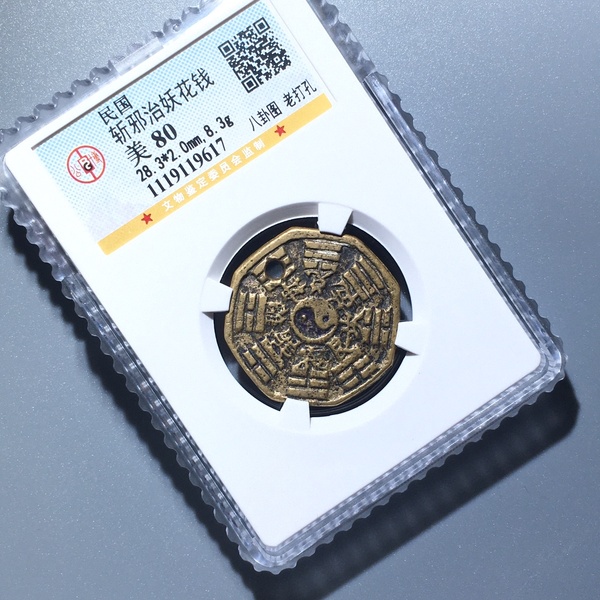 民国
斩邪治妖花钱
美 80
28.3*2.0mm,8.3g
1119119617
八卦图 老打孔
文物鉴定委员会监制
G